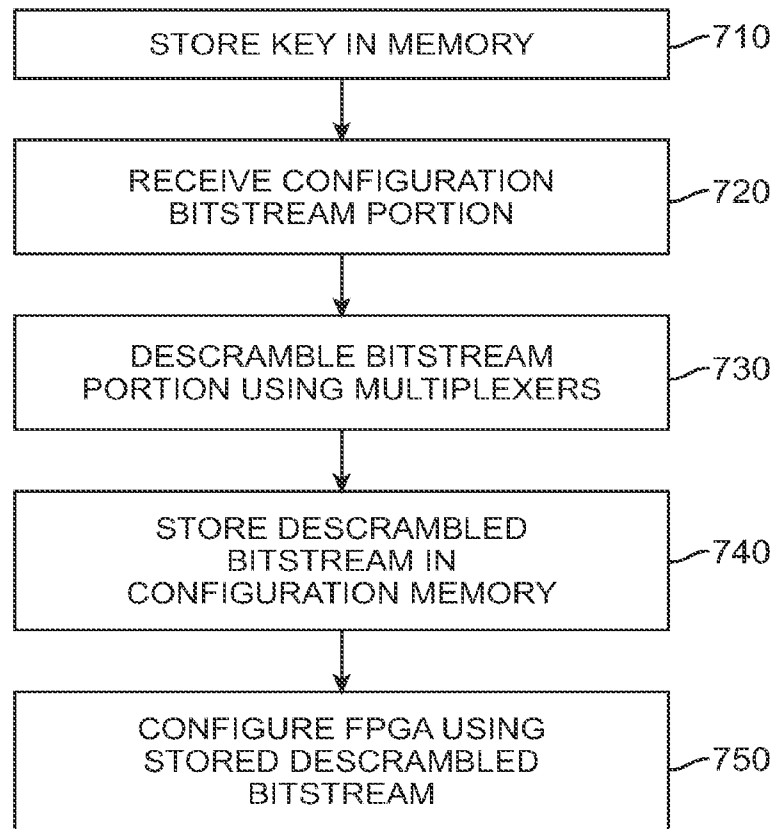 STORE KEY IN MEMORY
710
RECEIVE CONFIGURATION
BITSTREAM PORTION
720
DESCRAMBLE BITSTREAM
PORTION USING MULTIPLEXERS
730
STORE DESCRAMBLED
BITSTREAM IN
CONFIGURATION MEMORY
740
CONFIGURE FPGA USING
STORED DESCRAMBLED
BITSTREAM
750